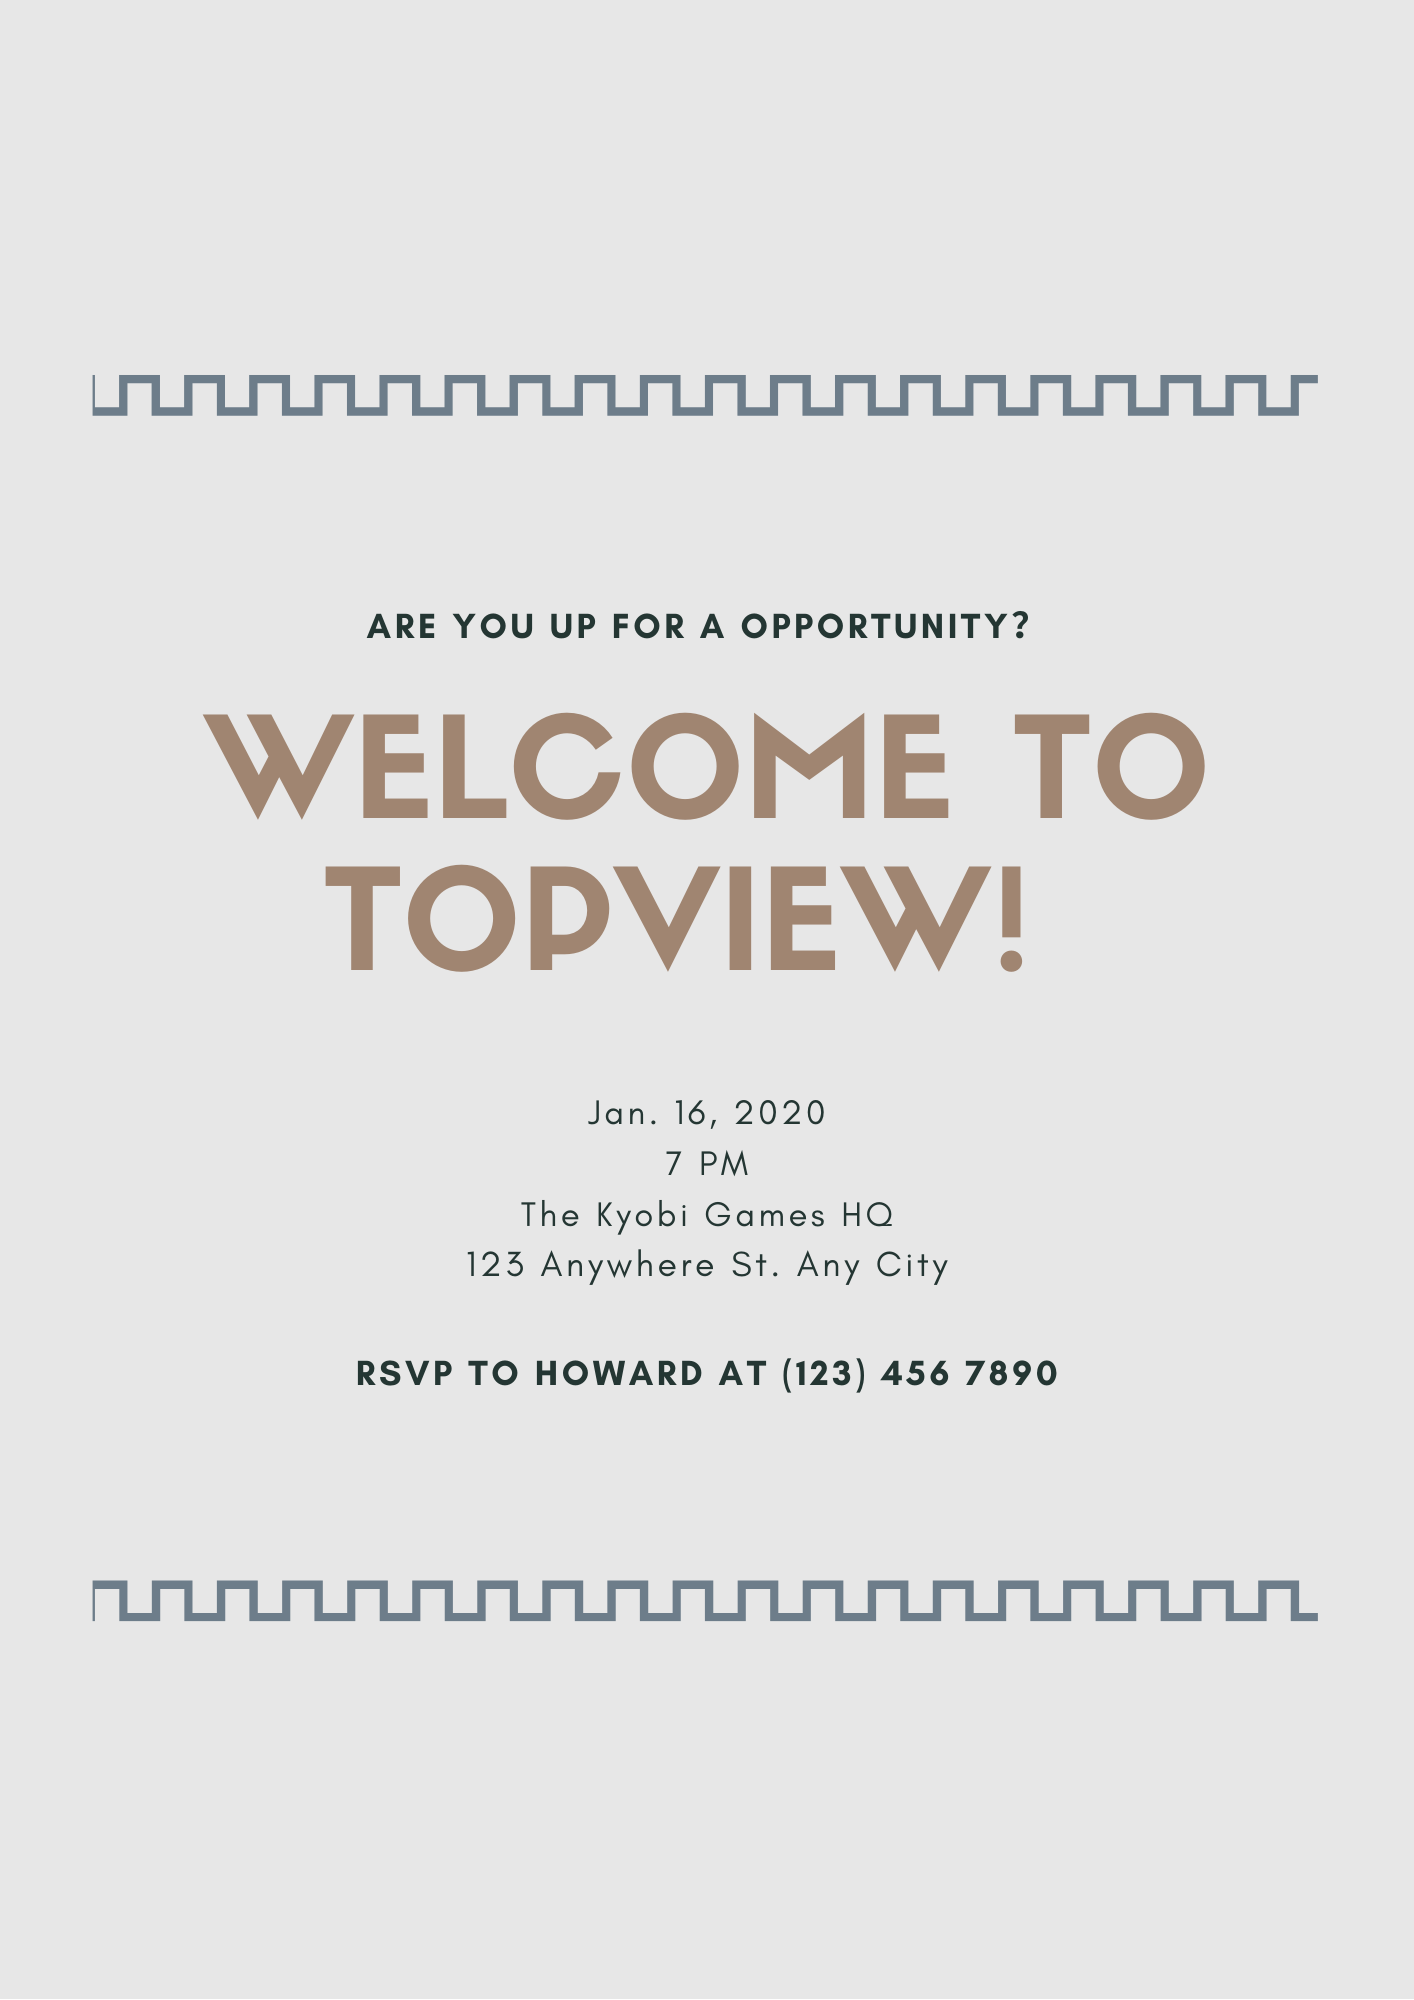 ARE YOU UP FOR A OPPORTUNITY?
WELCOME TO
TOPVIEW!
Jan. 16, 2020
7 PM
The Kyobi Games HQ
123 Anywhere St. Any City
RSVP TO HOWARD AT (123) 456 7890